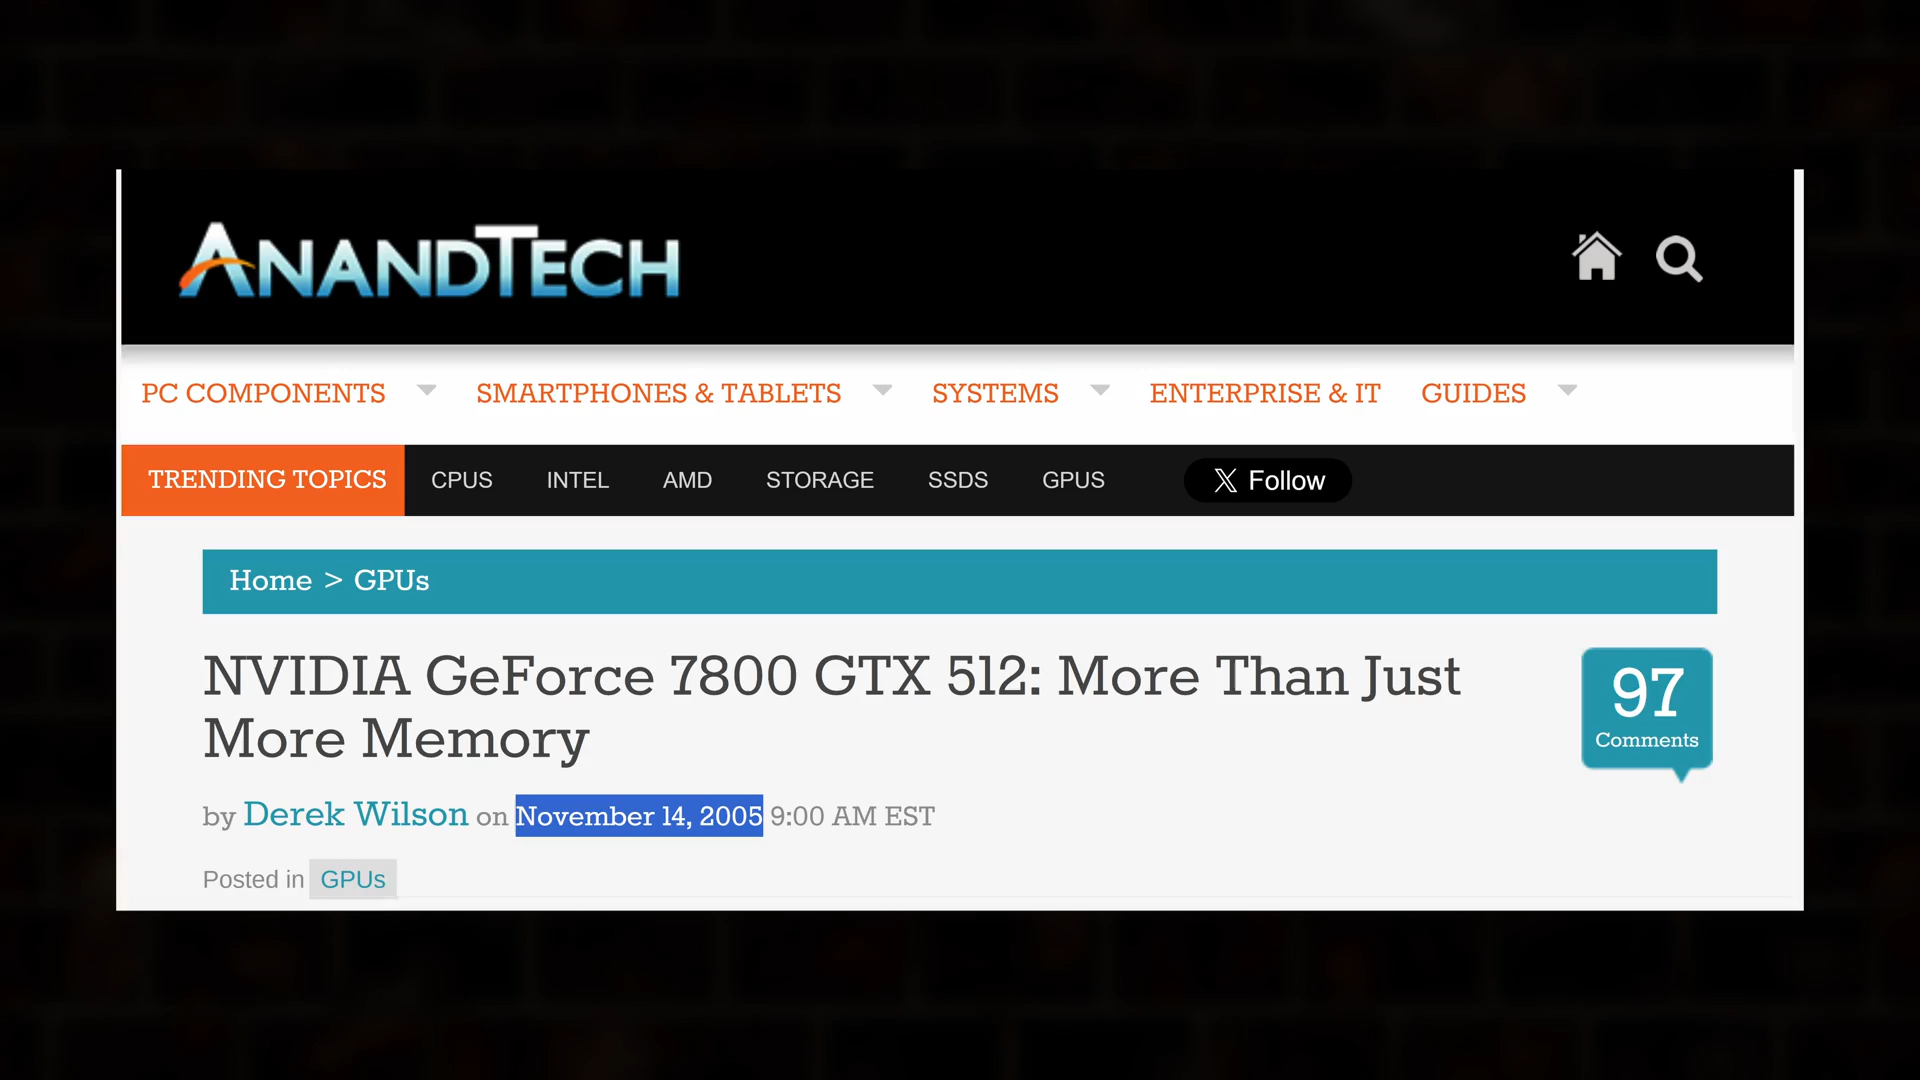 ANANDTECH
PC COMPONENTS SMARTPHONES & TABLETS SYSTEMS ENTERPRISE & IT GUIDES
TRENDING TOPICS CPUS INTEL AMD STORAGE SSDS GPUS X Follow
Home > GPUs
NVIDIA GeForce 7800 GTX 512: More Than Just
More Memory
97
Comments
by Derek Wilson on November 14, 2005 9:00 AM EST
Posted in GPUs